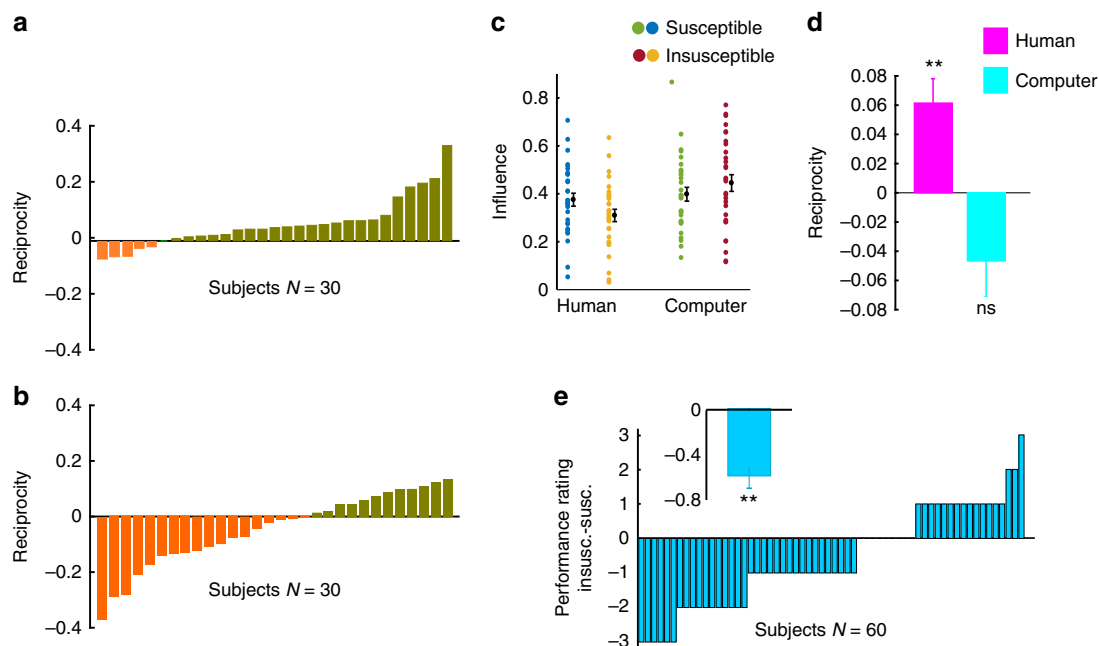 a
Reciprocity
0.4
0.2
0
–0.2
–0.4
Subjects N = 30
b
Reciprocity
0.4
0.2
0
–0.2
–0.4
Subjects N = 30
c
Susceptible
Insusceptible
Influence
0.8
0.6
0.4
0.2
0
Human
Computer
d
Human
Computer
Reciprocity
0.08
0.06
0.04
0.02
0
–0.02
–0.04
–0.06
–0.08
**
ns
e
Performance rating
insusc.-susc.
3
2
1
0
–1
–2
–3
0
–0.4
–0.8
**
Subjects N = 60